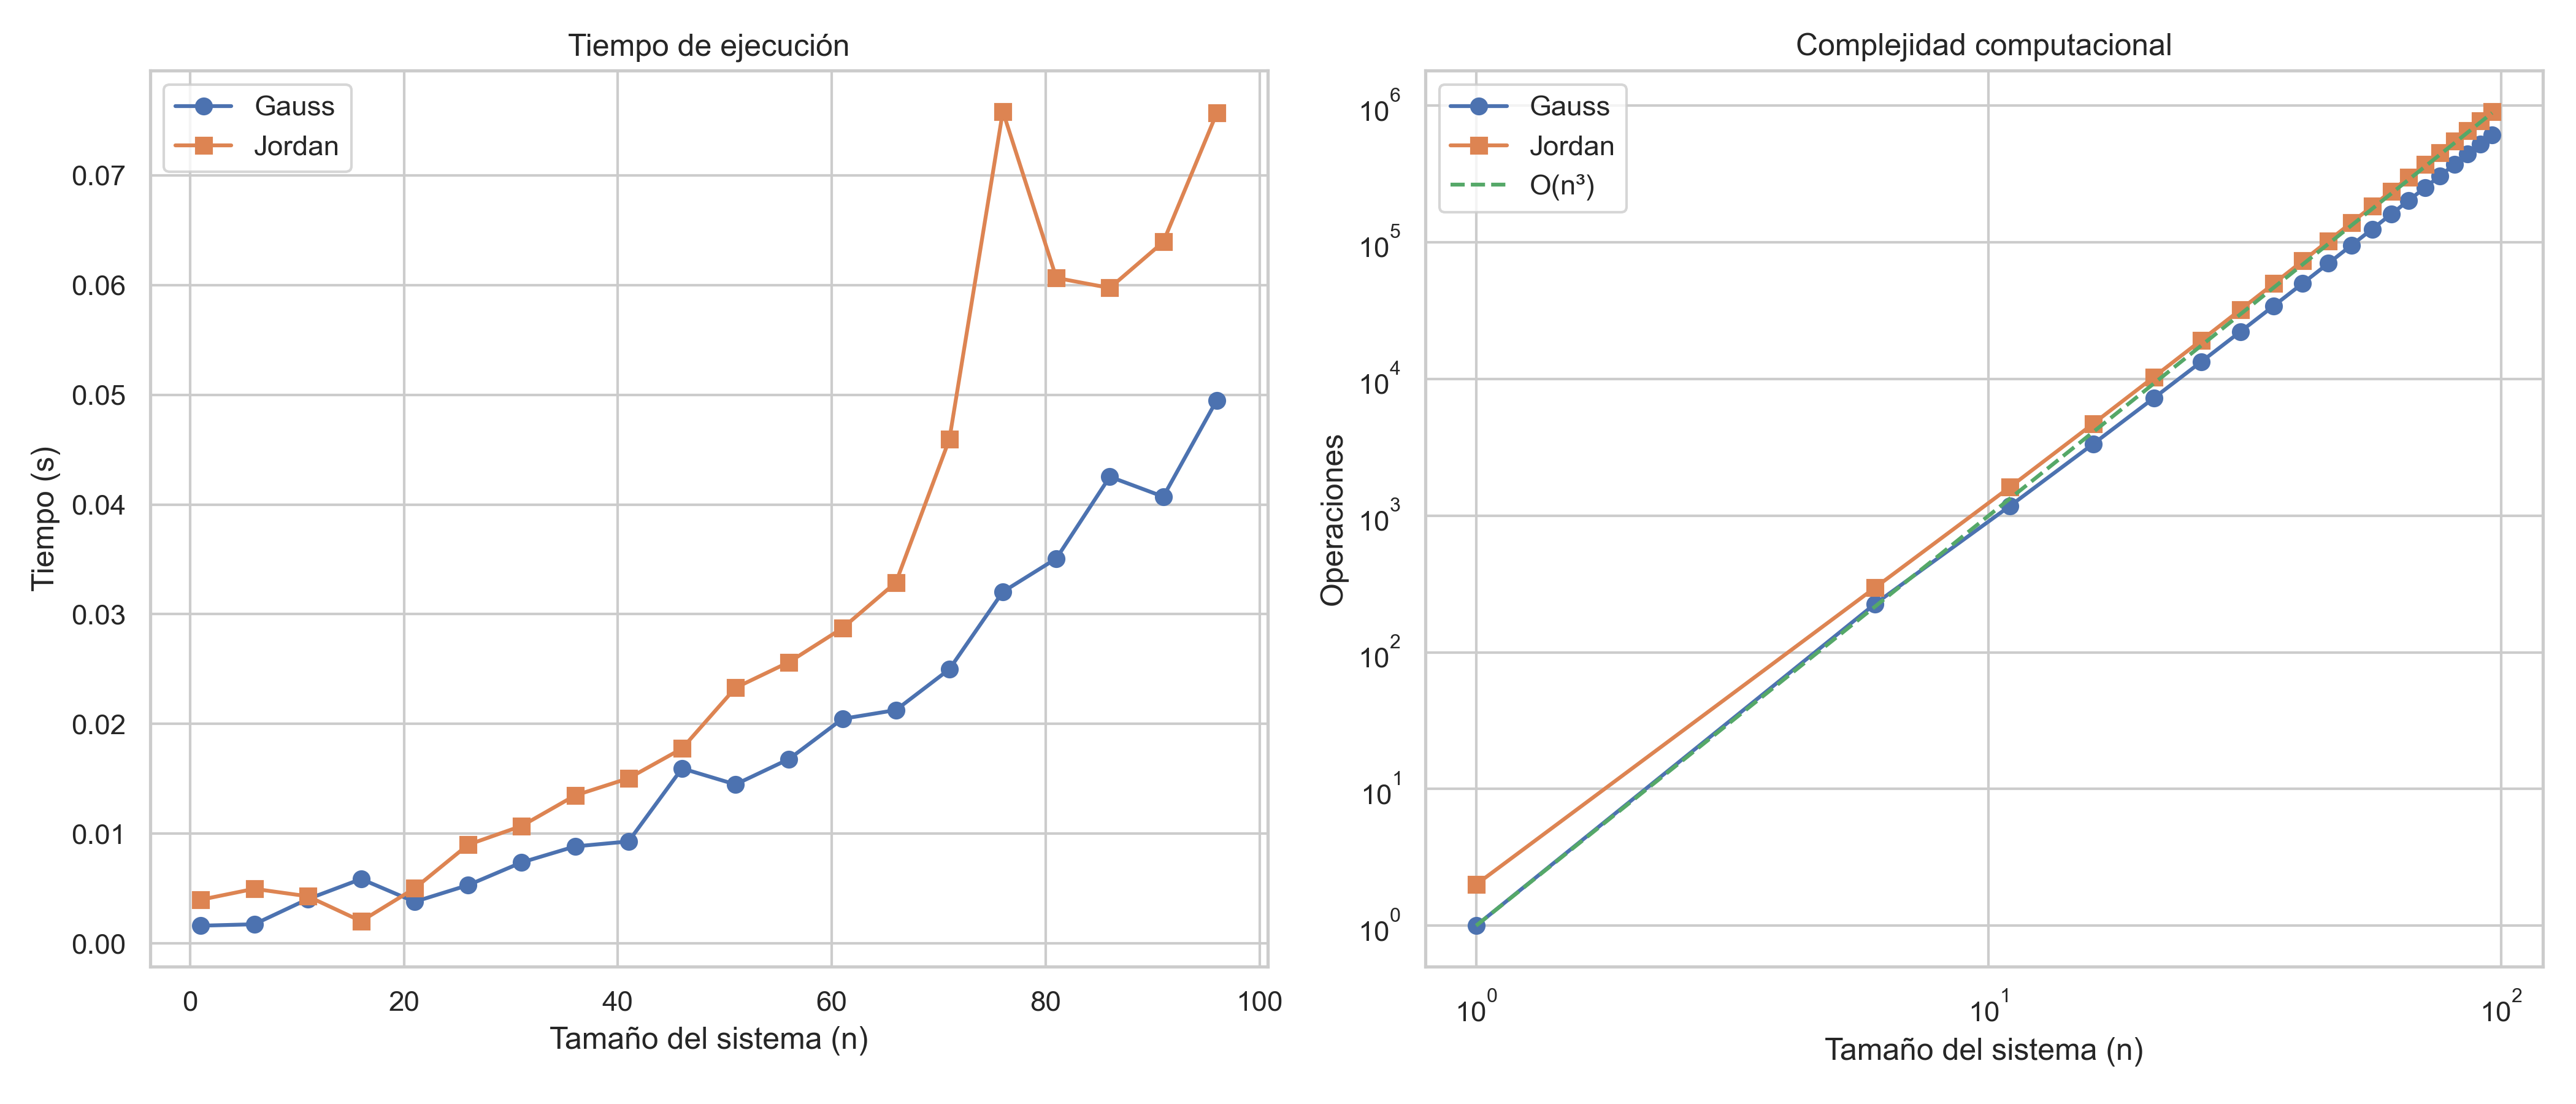 Tiempo de ejecución
Gauss
Jordan
0.07
0.06
0.05
0.04
0.03
0.02
0.01
0.00
Tiempo (s)
0 20 40 60 80 100
Tamaño del sistema (n)
Complejidad computacional
Gauss
Jordan
O(n³)
10⁶
10⁵
10⁴
10³
10²
10¹
10⁰
Operaciones
10⁰ 10¹ 10²
Tamaño del sistema (n)